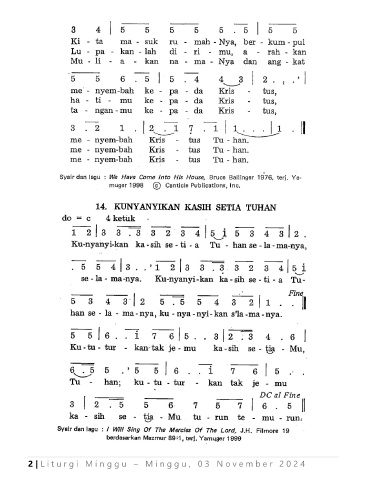 3 4 | 5 5 5 5 5 . 5 | 5 5
Ki - ta ma - suk ru - mah - Nya, ber - kum - pul
Lu - pa - kan - lah di - ri - mu, a - rah - kan
Mu - li - a - kan na - ma - Nya dan ang - kat
5 5 6 . 5 | 5 . 4 4 3 | 2 . , . ' |
me - nyem-bah ke - pa - da Kris - tus,
ha - ti - mu ke - pa - da Kris - tus,
ta - ngan - mu ke - pa - da Kris - tus,
3 . 2 1 . | 2 . 1 7 . 1 | 1 . . . | 1 . ||
me - nyem-bah Kris - tus Tu - han.
me - nyem-bah Kris - tus Tu - han.
me - nyem-bah Kris - tus Tu - han.
Syair dan lagu : We Have Come Into His House, Bruce Ballinger 1976, terj. Ya-
muger 1998 © Canticle Publications, Inc.
14. KUNYANYIKAN KASIH SETIA TUHAN
do = c 4 ketuk
1 2 | 3 3 . 3 3 2 3 4 | 5 1 5 3 4 3 | 2 .
Ku-nyanyi-kan ka-sih se - ti - a Tu - han se - la - ma-nya,
. 5 5 4 | 3 . . ' 1 2 | 3 3 . 3 3 2 3 4 | 5 1
se - la - ma-nya. Ku-nyanyi-kan ka-sih se - ti - a Tu-
Fine
5 3 4 3 | 2 5 . 5 5 4 3 2 | 1 . . ||
han se - la - ma-nya, ku - nya - nyi-kan s'la-ma - nya.
5 5 | 6 . . 1 7 6 | 5 . . 3 | 2 . 3 4 . 6 |
Ku - tu - tur - kan tak je - mu ka-sih se - tia - Mu,
6 . 5 5 . ' 5 5 | 6 . . 1 7 6 | 5 . .
Tu - han; ku - tu - tur - kan tak je - mu
DC al Fine
3 | 2 . 5 5 6 7 5 7 | 6 . 5 ||
ka - sih se - tia - Mu tu - run te - mu - run.
Syair dan lagu : I Will Sing Of The Mercies Of The Lord, J.H. Fillmore 19
berdasarkan Mazmur 89:1, terj. Yamuger 1999
2 | Liturgi Minggu – Minggu, 03 November 2024